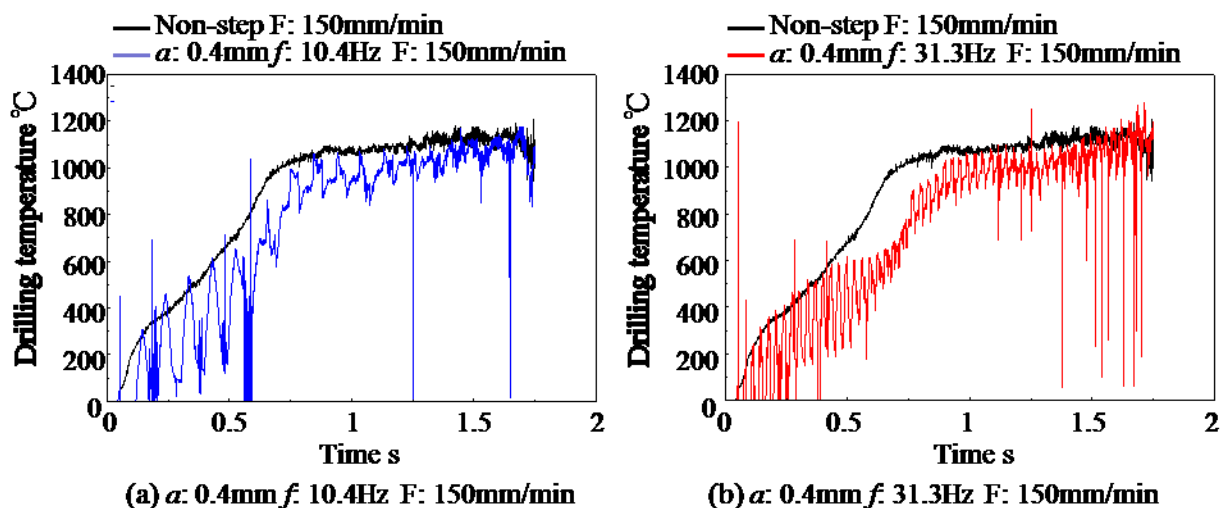 Non-step F: 150mm/min
a: 0.4mm f: 10.4Hz F: 150mm/min
Drilling temperature ℃
1400
1200
1000
800
600
400
200
0
0 0.5 1 1.5 2
Time s
(a) a: 0.4mm f: 10.4Hz F: 150mm/min
Non-step F: 150mm/min
a: 0.4mm f: 31.3Hz F: 150mm/min
Drilling temperature ℃
1400
1200
1000
800
600
400
200
0
0 0.5 1 1.5 2
Time s
(b) a: 0.4mm f: 31.3Hz F: 150mm/min